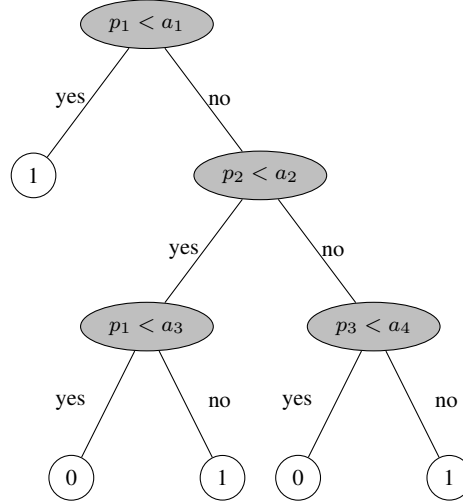 p₁ < a₁
yes
no
1
p₂ < a₂
yes
no
p₁ < a₃
p₃ < a₄
yes
no
yes
no
0
1
0
1